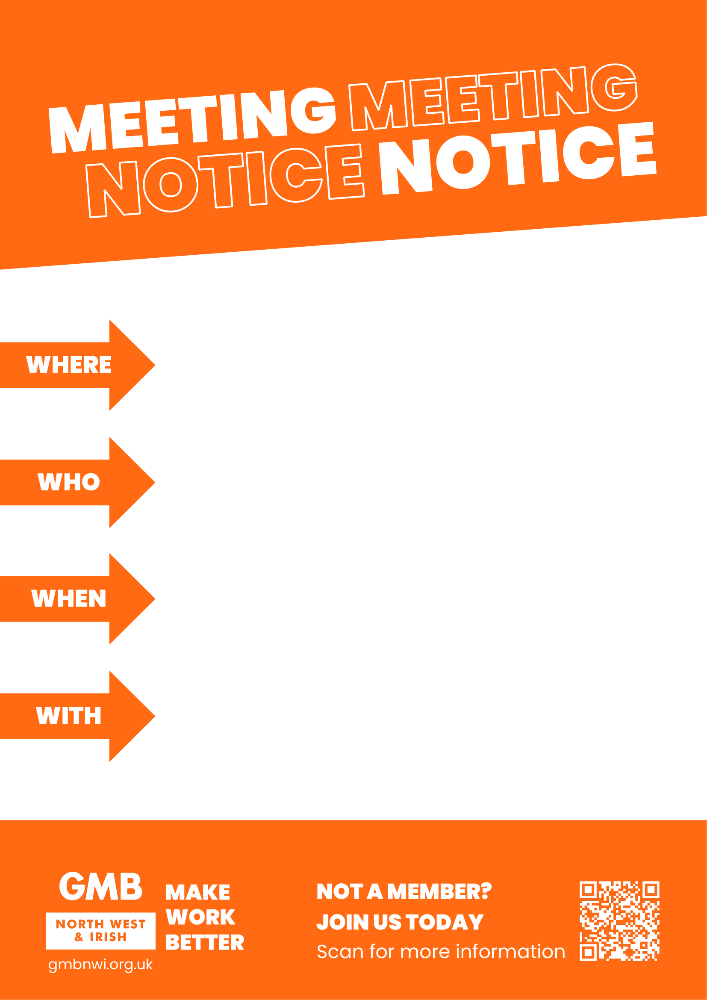 MEETING MEETING
NOTICE NOTICE
WHERE
WHO
WHEN
WITH
GMB
NORTH WEST
& IRISH
gmbnwi.org.uk
MAKE
WORK
BETTER
NOT A MEMBER?
JOIN US TODAY
Scan for more information